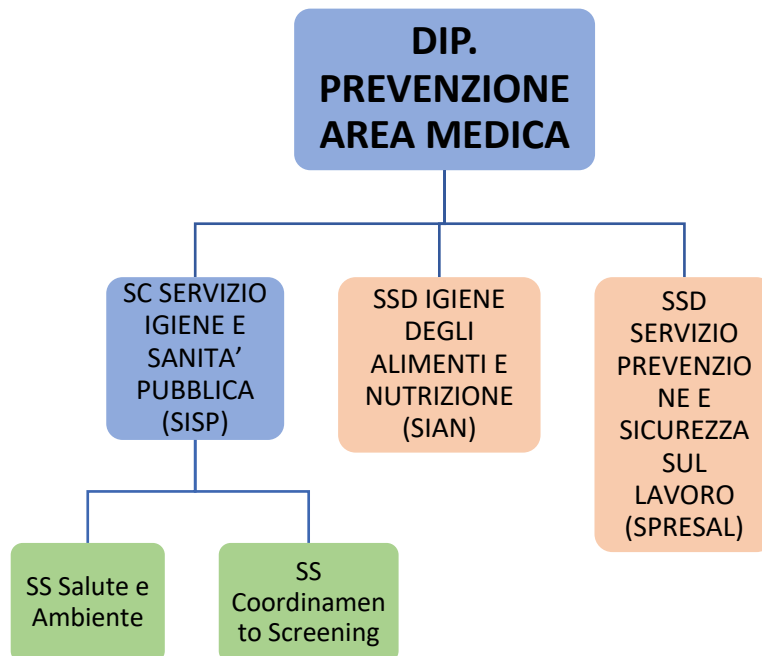 DIP.
PREVENZIONE
AREA MEDICA
SC SERVIZIO
IGIENE E
SANITA’
PUBBLICA
(SISP)
SSD IGIENE
DEGLI
ALIMENTI E
NUTRIZIONE
(SIAN)
SSD
SERVIZIO
PREVENZIO
NE E
SICUREZZA
SUL
LAVORO
(SPRESAL)
SS Salute e
Ambiente
SS
Coordinamen
to Screening